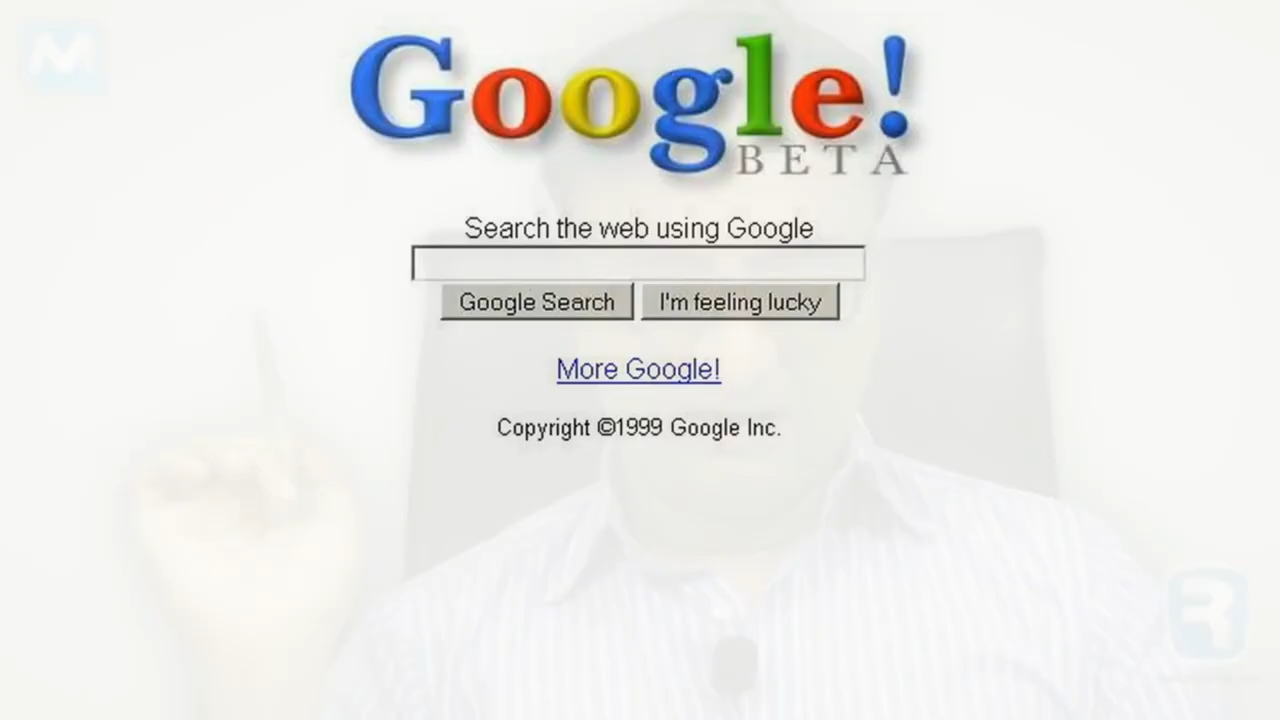 M
Google!
BETA
Search the web using Google
Google Search I'm feeling lucky
More Google!
Copyright ©1999 Google Inc.
R